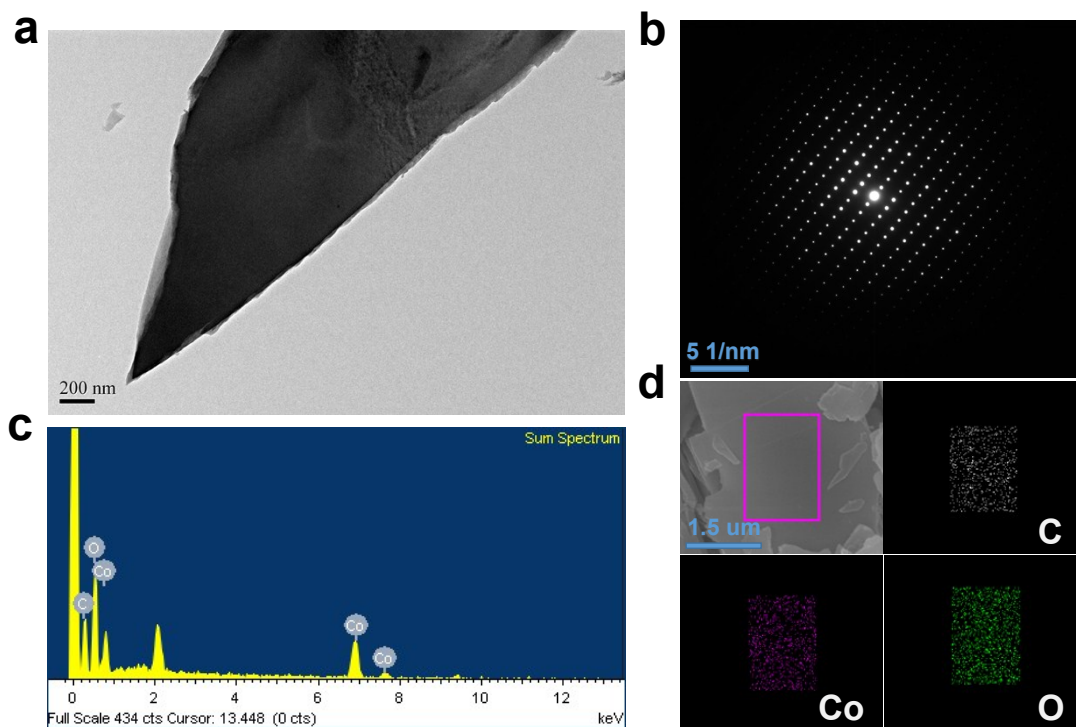 a
200 nm
b
5 1/nm
c
Sum Spectrum
O
Co
C
Co
Co
0 2 4 6 8 10 12
Full Scale 434 cts Cursor: 13.448 (0 cts) keV
d
1.5 um
C
Co
O